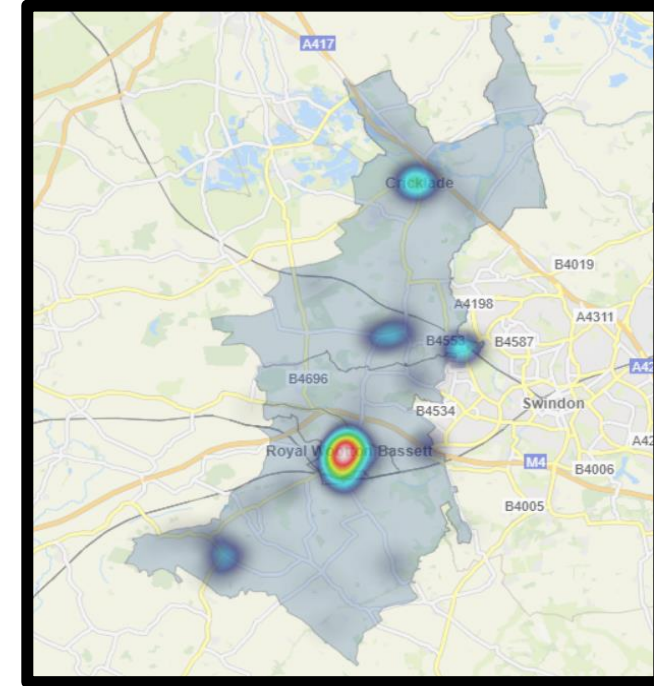 A417
Cricklade
B4019
A4198
A4311
B4553
B4587
A42
B4696
B4534
Swindon
Royal Wootton Bassett
A42
M4
B4006
B4005